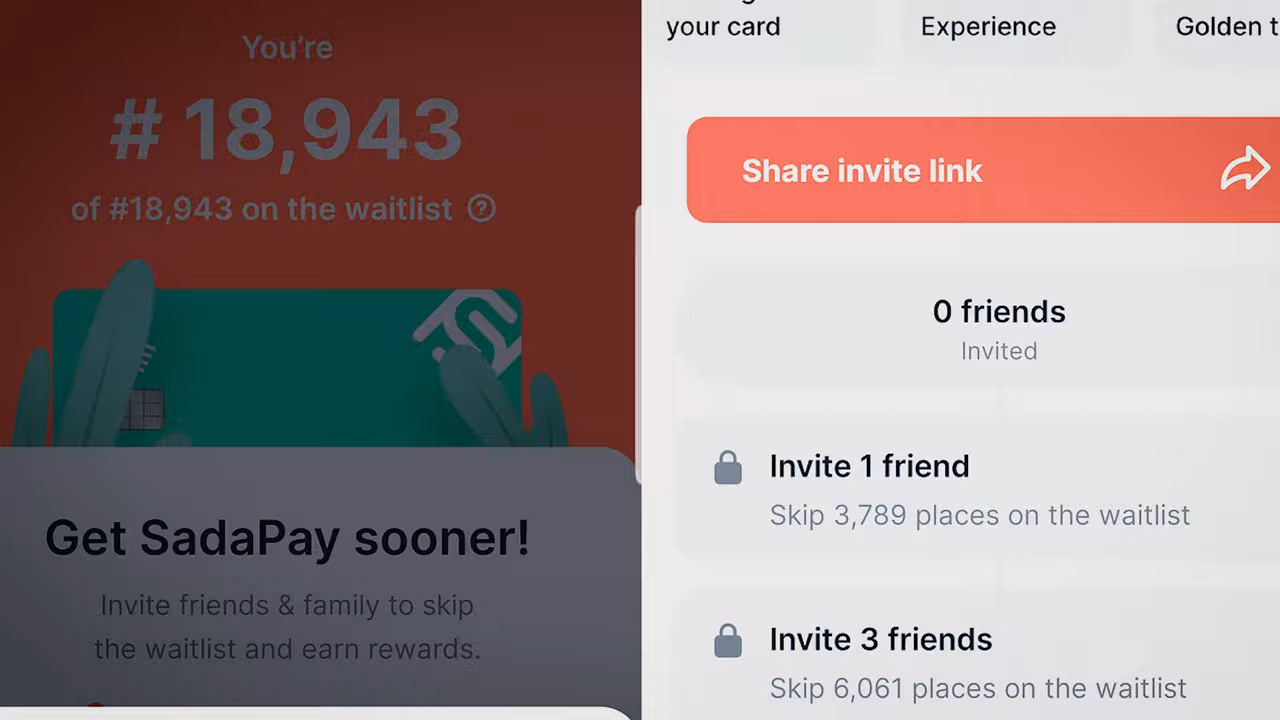 You're
# 18,943
of #18,943 on the waitlist ?
Get SadaPay sooner!
Invite friends & family to skip
the waitlist and earn rewards.
your card
Experience
Golden t
Share invite link
0 friends
Invited
Invite 1 friend
Skip 3,789 places on the waitlist
Invite 3 friends
Skip 6,061 places on the waitlist